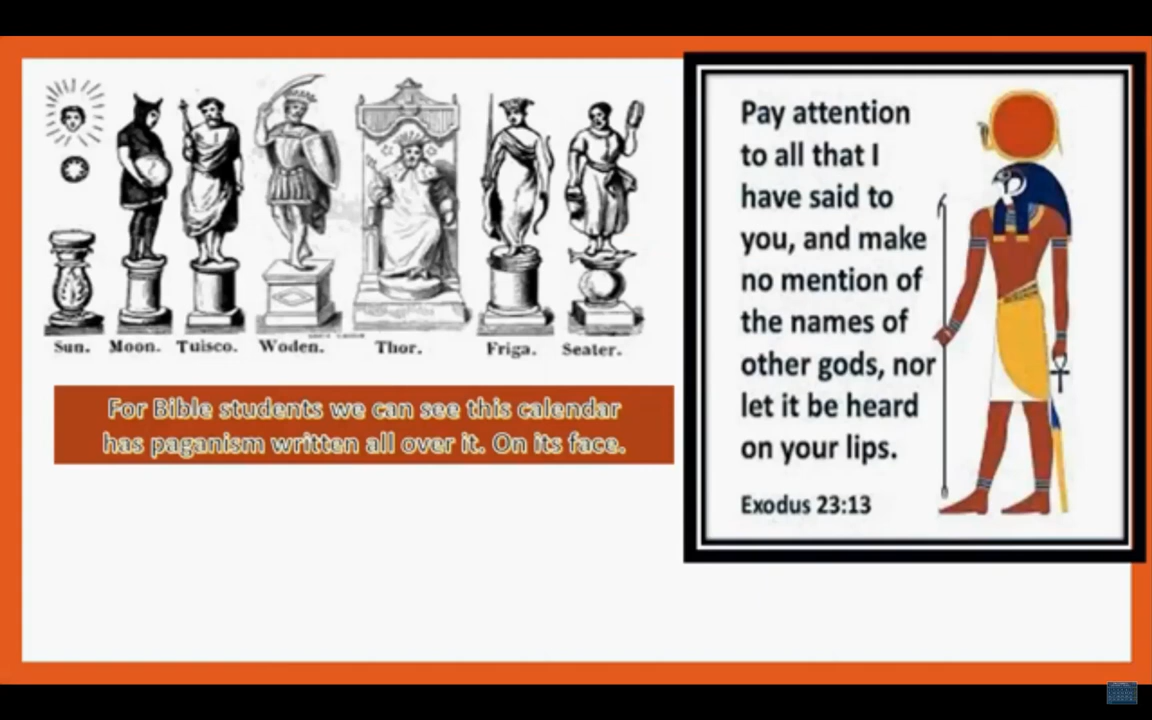 Sun. Moon. Tuisco. Woden. Thor. Friga. Seater.
For Bible students we can see this calendar
has paganism written all over it. On its face.
Pay attention
to all that I
have said to
you, and make
no mention of
the names of
other gods, nor
let it be heard
on your lips.
Exodus 23:13